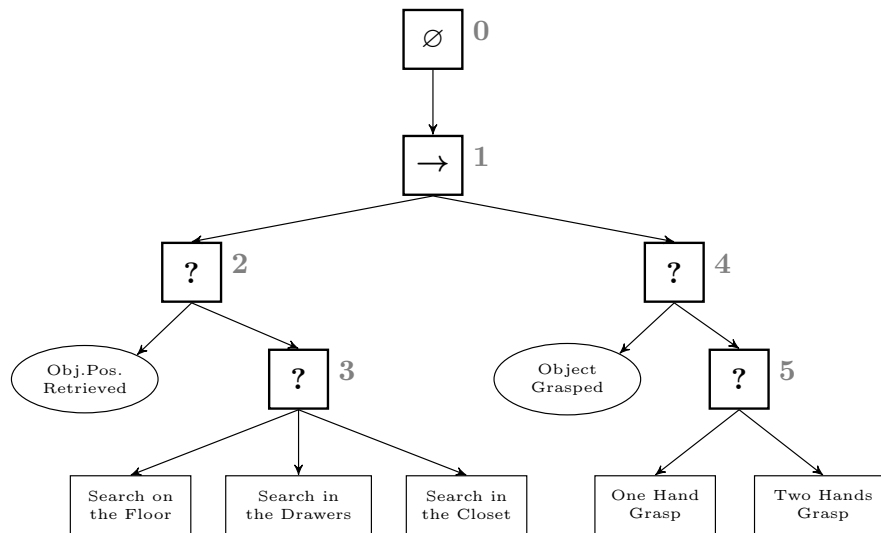 ∅ 0
→ 1
? 2
? 4
Obj.Pos.
Retrieved
? 3
Object
Grasped
? 5
Search on
the Floor
Search in
the Drawers
Search in
the Closet
One Hand
Grasp
Two Hands
Grasp